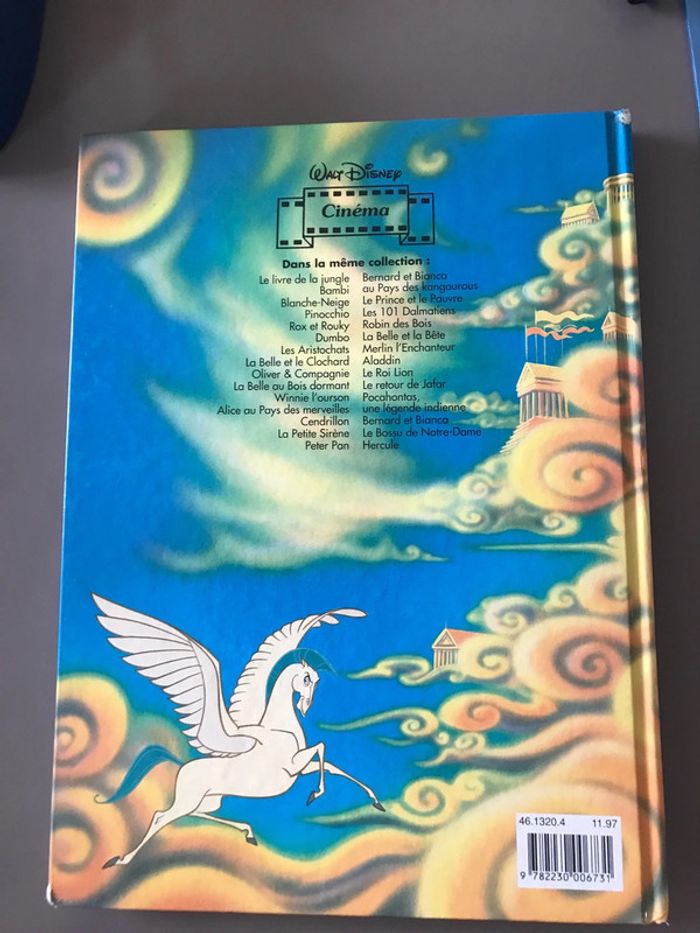 WALT DISNEY
Cinéma
Dans la même collection :
Le livre de la jungle
Bambi
Blanche-Neige
Pinocchio
Rox et Rouky
Dumbo
Les Aristochats
La Belle et le Clochard
Oliver & Compagnie
La Belle au Bois dormant
Winnie l'ourson
Alice au Pays des merveilles
Cendrillon
La Petite Sirène
Peter Pan
Bernard et Bianca
au Pays des kangourous
Le Prince et le Pauvre
Les 101 Dalmatiens
Robin des Bois
La Belle et la Bête
Merlin l'Enchanteur
Aladdin
Le Roi Lion
Le retour de Jafar
Pocahontas,
une légende indienne
Bernard et Bianca
Le Bossu de Notre-Dame
Hercule
46.1320.4 11.97
9 782230 006731